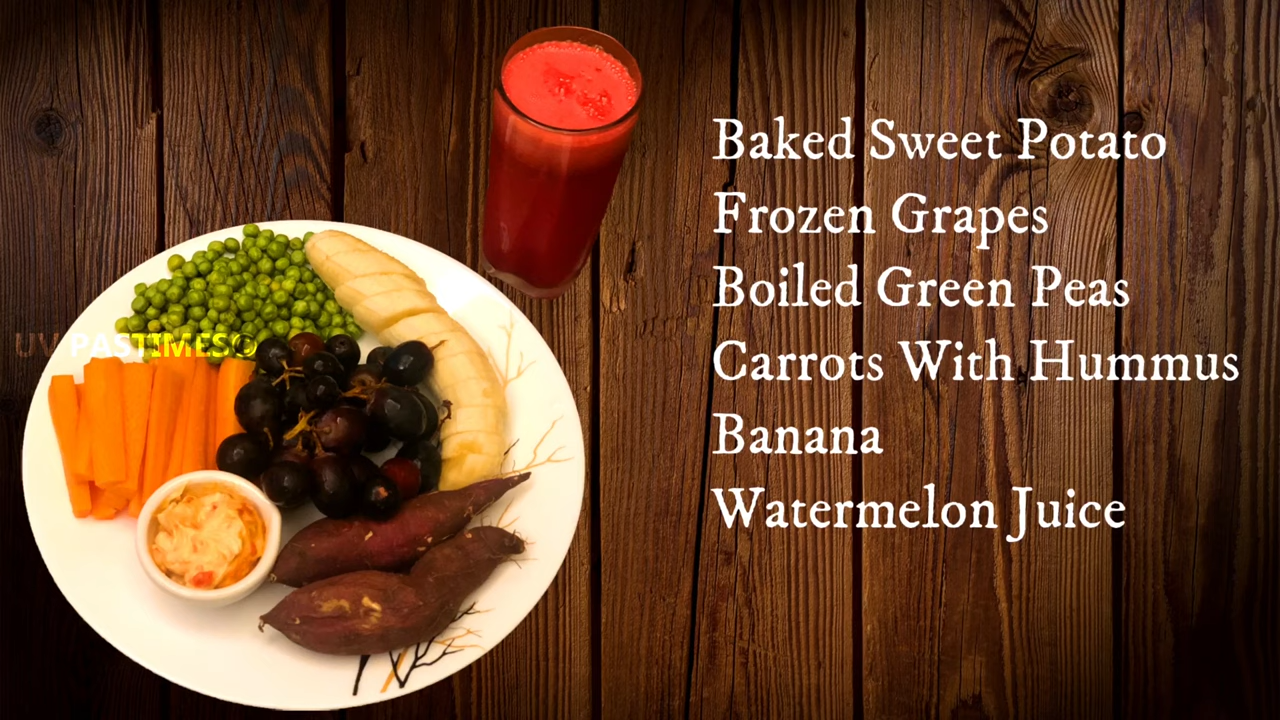 Baked Sweet Potato
Frozen Grapes
Boiled Green Peas
Carrots With Hummus
Banana
Watermelon Juice
UV PASTIMES©